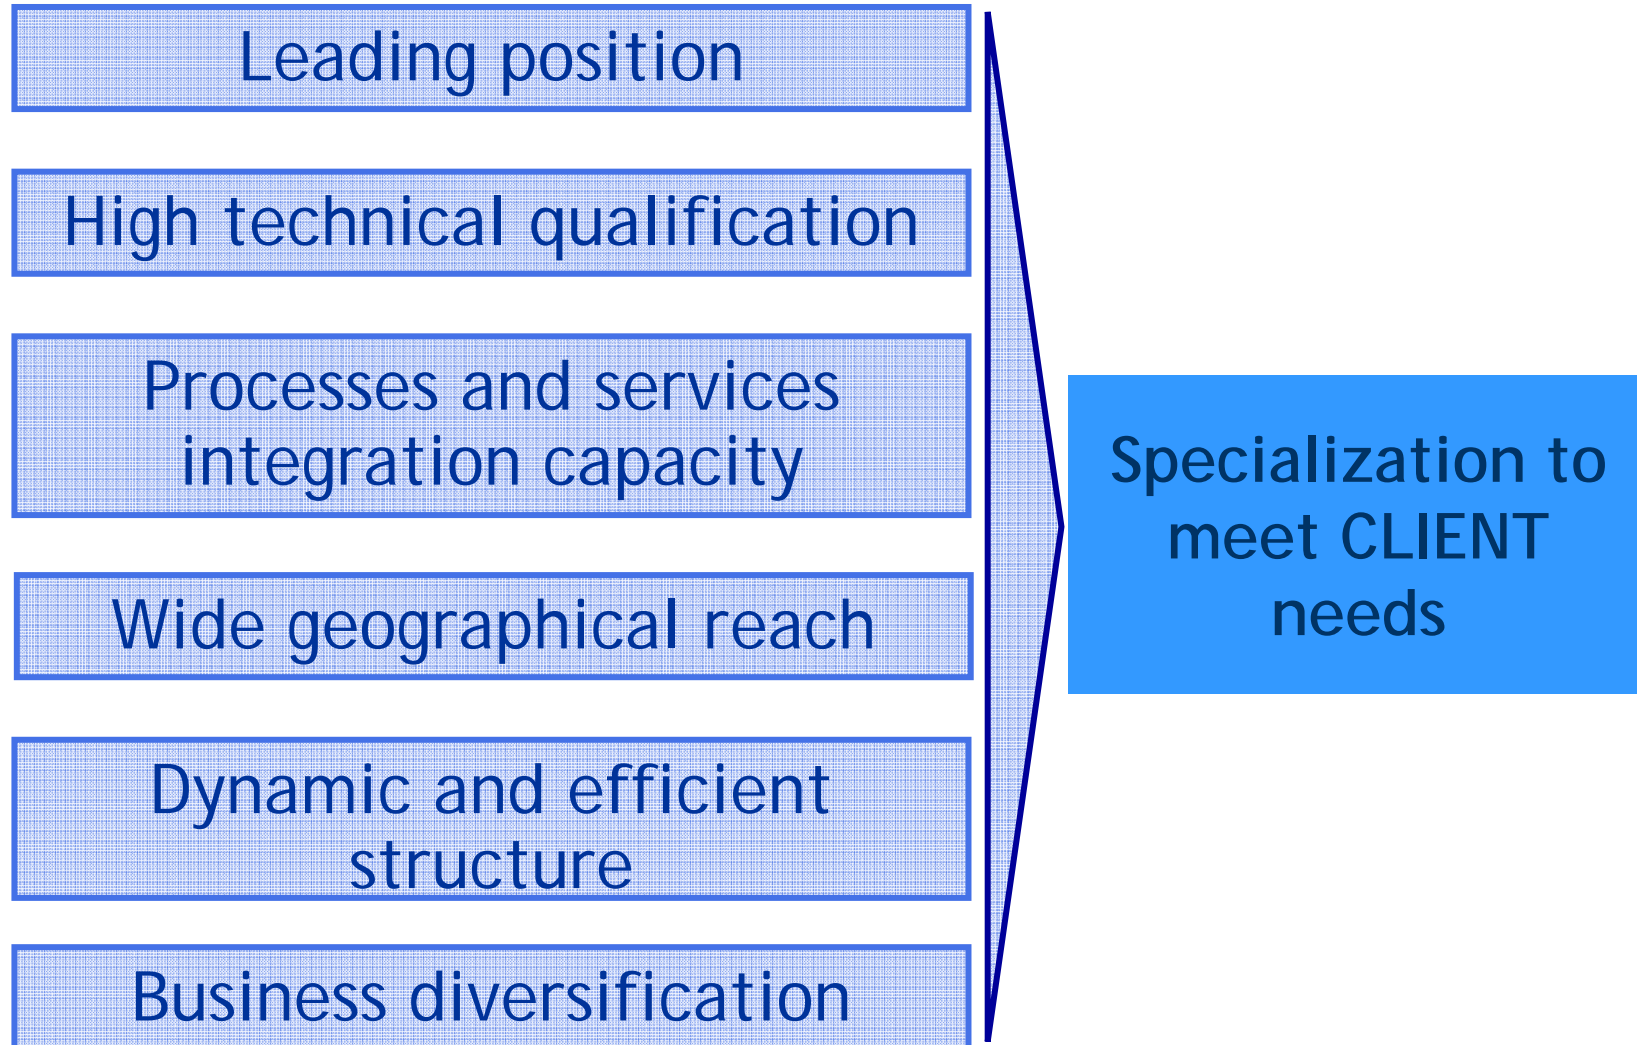 Leading position
High technical qualification
Processes and services
integration capacity
Wide geographical reach
Dynamic and efficient
structure
Business diversification
Specialization to
meet CLIENT
needs